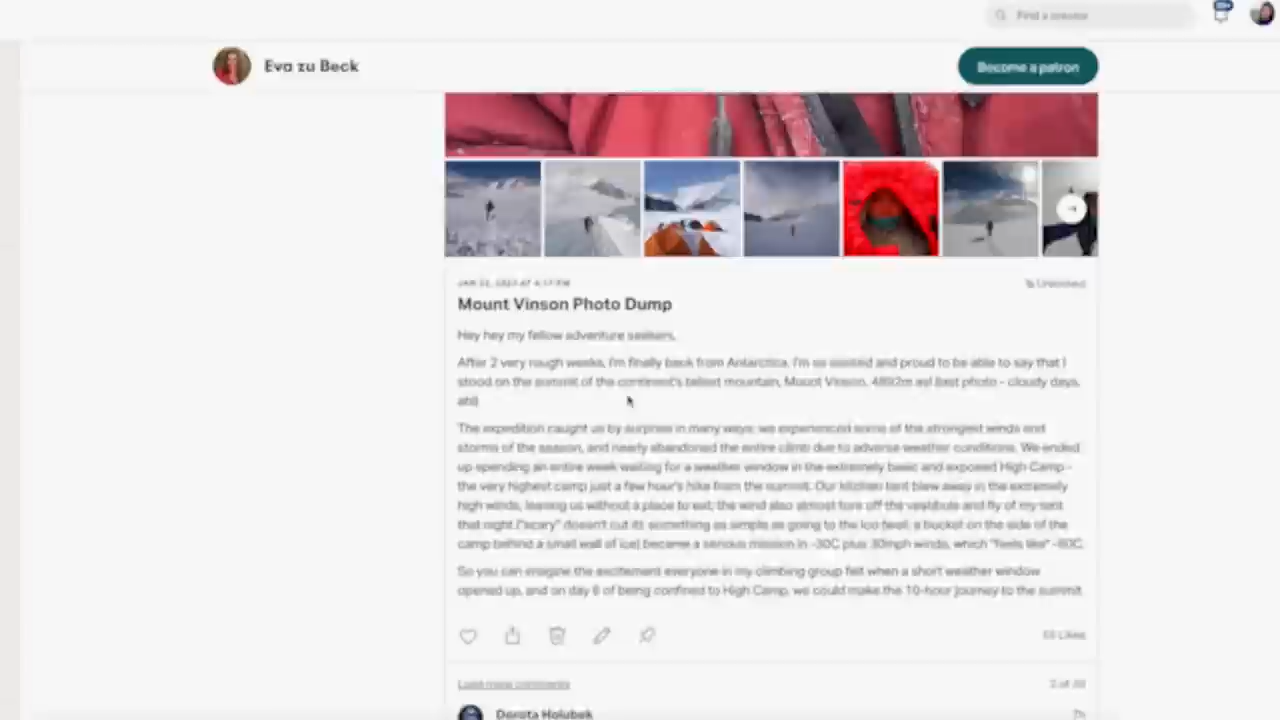 Find a creator
Eva zu Beck
Become a patron
Unlocked
Mount Vinson Photo Dump
Hey hey my fellow adventure seekers,
After 2 very rough weeks, I'm finally back from Antarctica. I'm so excited and proud to be able to say that I
stood on the summit of the continent's tallest mountain, Mount Vinson, 4892m asl (last photo - cloudy days,
The expedition caught us by surprise in many ways: we experienced some of the strongest winds and
storms of the season, and nearly abandoned the entire climb due to adverse weather conditions. We ended
up spending an entire week waiting for a weather window in the extremely basic and exposed High Camp -
the very highest camp just a few hour's hike from the summit. Our kitchen tent blew away in the extremely
high winds, leaving us without a place to eat; the wind also almost tore off the vestibule and fly of my tent
that night ("scary" doesn't cut it); something as simple as going to the loo (well, a bucket on the side of the
camp behind a small wall of ice) became a serious mission in -30C plus 30mph winds, which "feels like" -60C.
So you can imagine the excitement everyone in my climbing group felt when a short weather window
opened up, and on day 6 of being confined to High Camp, we could make the 10-hour journey to the summit
Likes
Load more comments
Dorota Holubek
7h